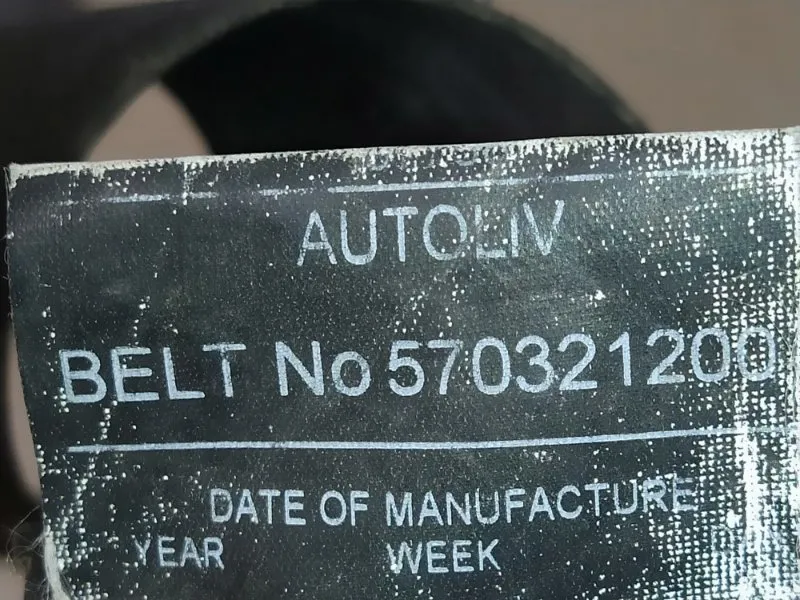 AUTOLIV
BELT No 570321200
DATE OF MANUFACTURE
YEAR WEEK